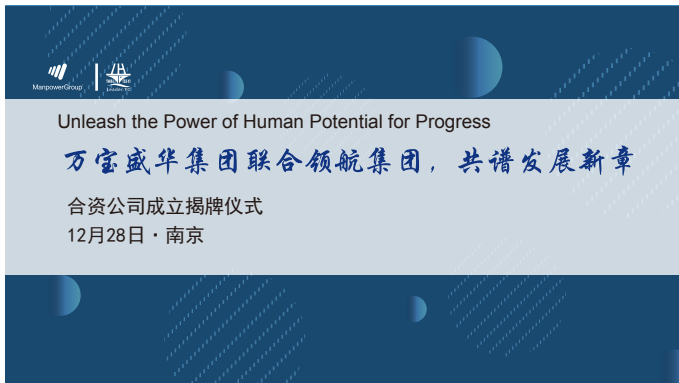 ManpowerGroup
Unleash the Power of Human Potential for Progress
万宝盛华集团联合领航集团，共谱发展新章
合资公司成立揭牌仪式
12月28日·南京